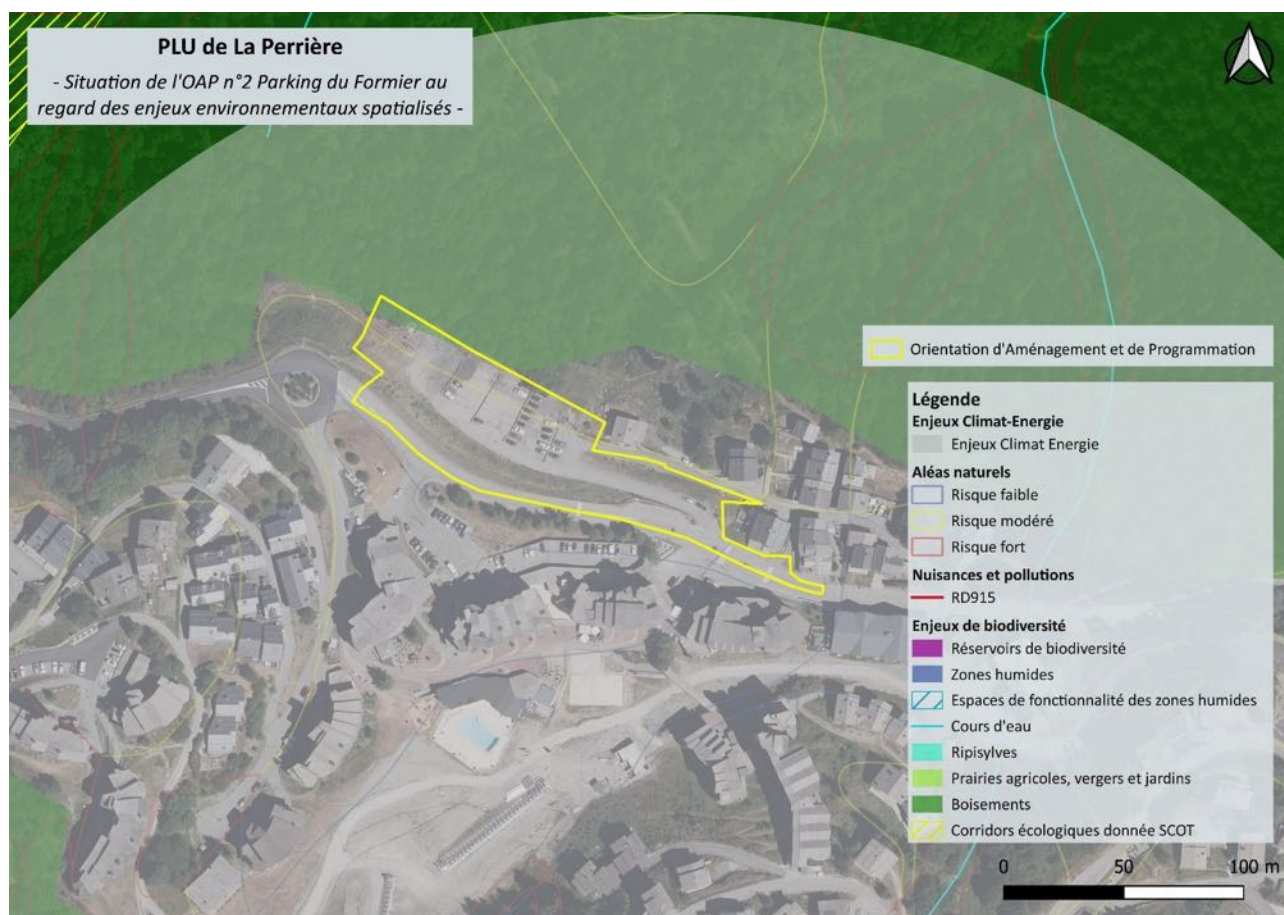 PLU de La Perrière
- Situation de l'OAP n°2 Parking du Formier au
regard des enjeux environnementaux spatialisés -
Orientation d'Aménagement et de Programmation
Légende
Enjeux Climat-Energie
Enjeux Climat Energie
Aléas naturels
Risque faible
Risque modéré
Risque fort
Nuisances et pollutions
RD915
Enjeux de biodiversité
Réservoirs de biodiversité
Zones humides
Espaces de fonctionnalité des zones humides
Cours d'eau
Ripisylves
Prairies agricoles, vergers et jardins
Boisements
Corridors écologiques donnée SCOT
0 50 100 m